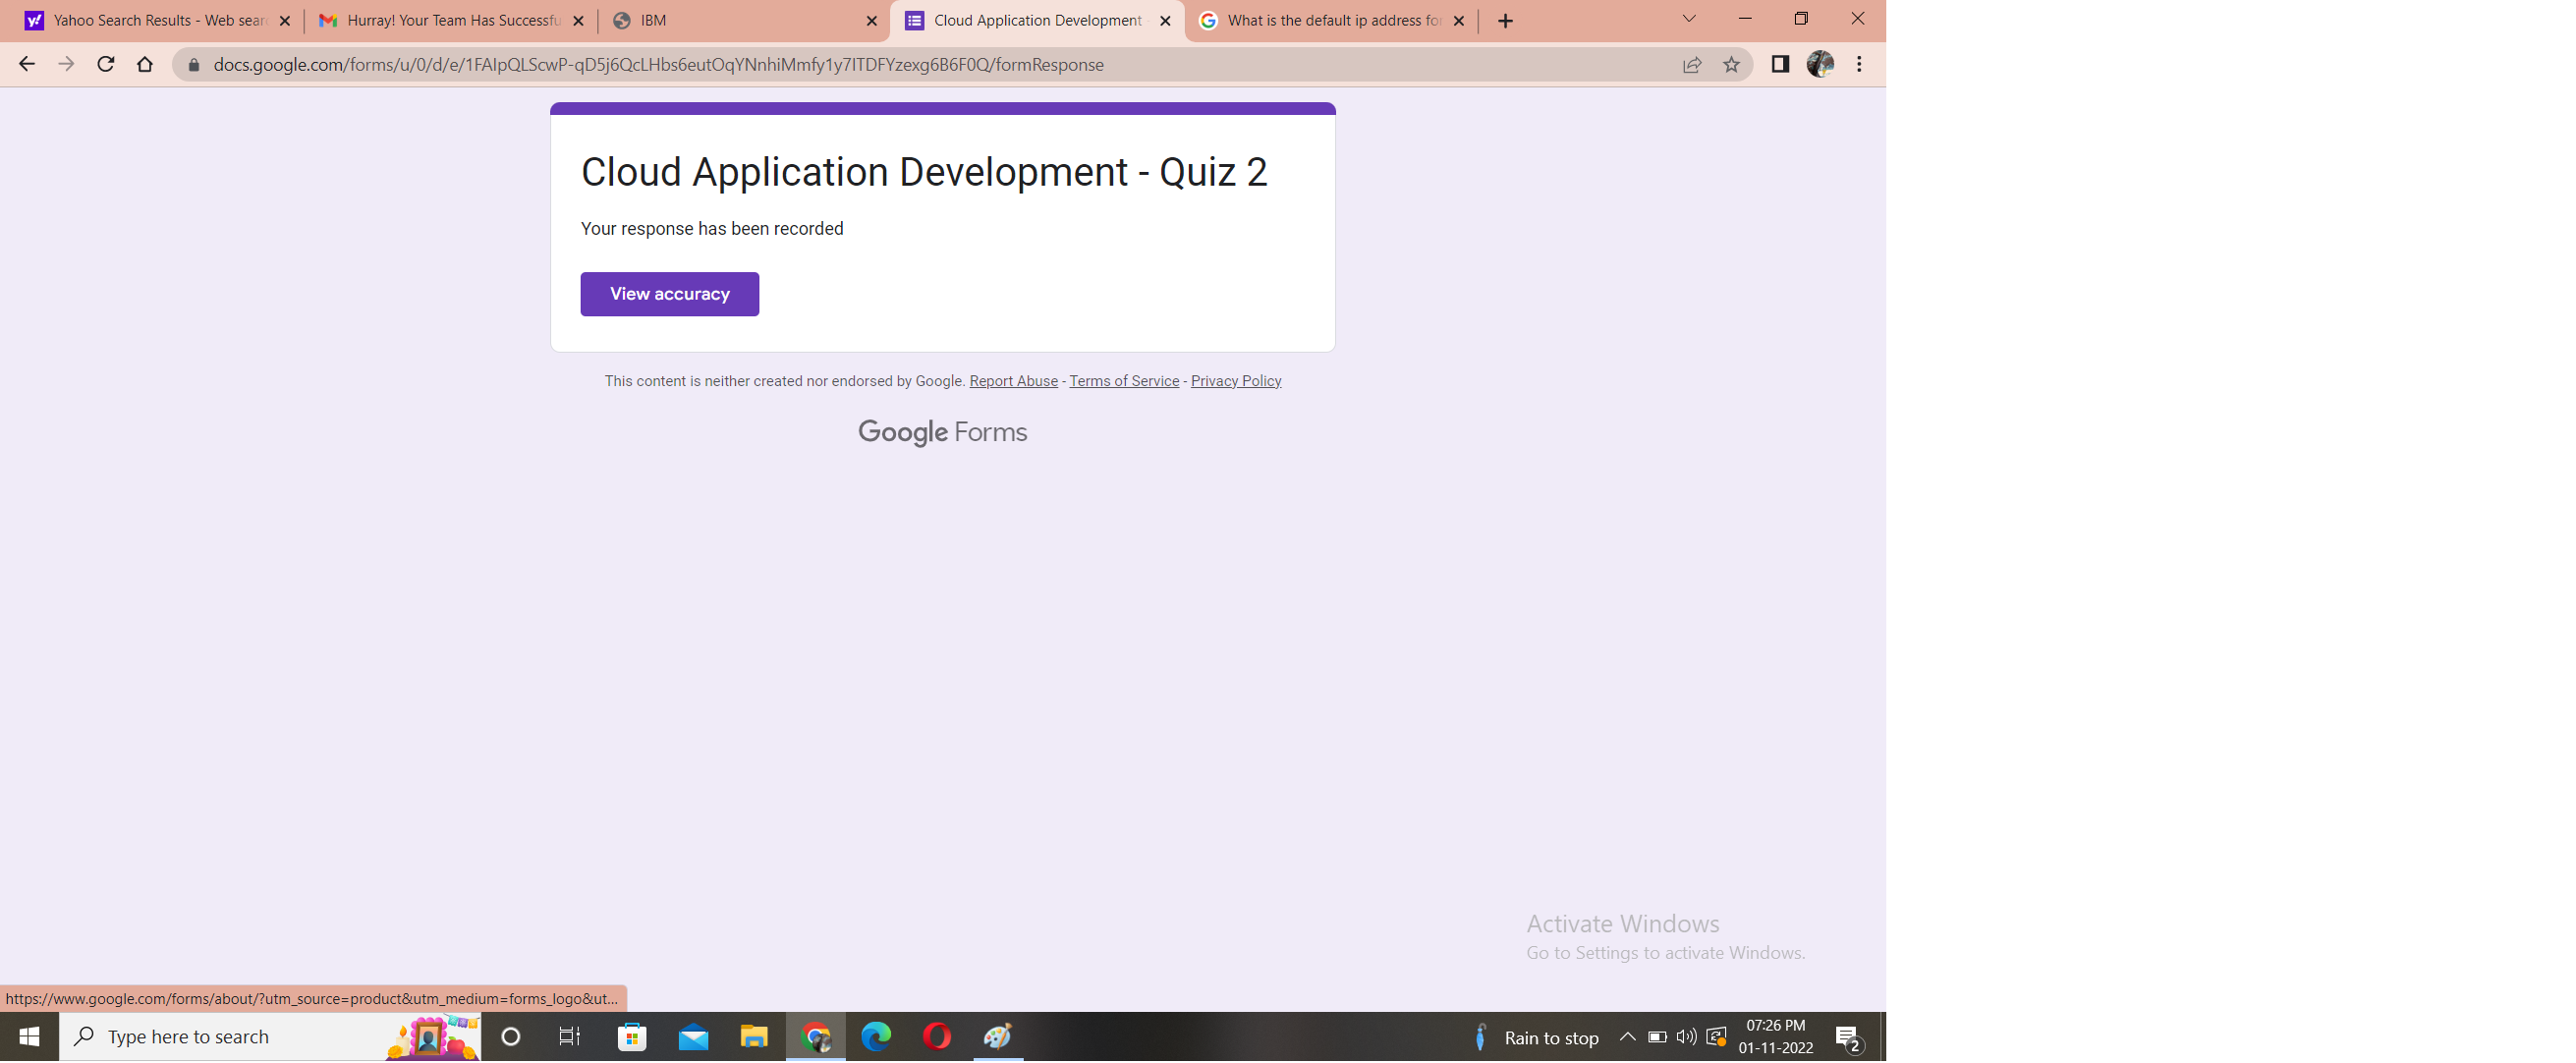 Yahoo Search Results - Web sear
Hurray! Your Team Has Successfu
IBM
Cloud Application Development -
What is the default ip address for
docs.google.com/forms/u/0/d/e/1FAIpQLScwP-qD5j6QcLHbs6eutOqYNnhiMmfy1y7ITDFYzexg6B6F0Q/formResponse
Cloud Application Development - Quiz 2
Your response has been recorded
View accuracy
This content is neither created nor endorsed by Google. Report Abuse - Terms of Service - Privacy Policy
Google Forms
Activate Windows
Go to Settings to activate Windows.
https://www.google.com/forms/about/?utm_source=product&utm_medium=forms_logo&ut...
Type here to search
Rain to stop
07:26 PM
01-11-2022
2